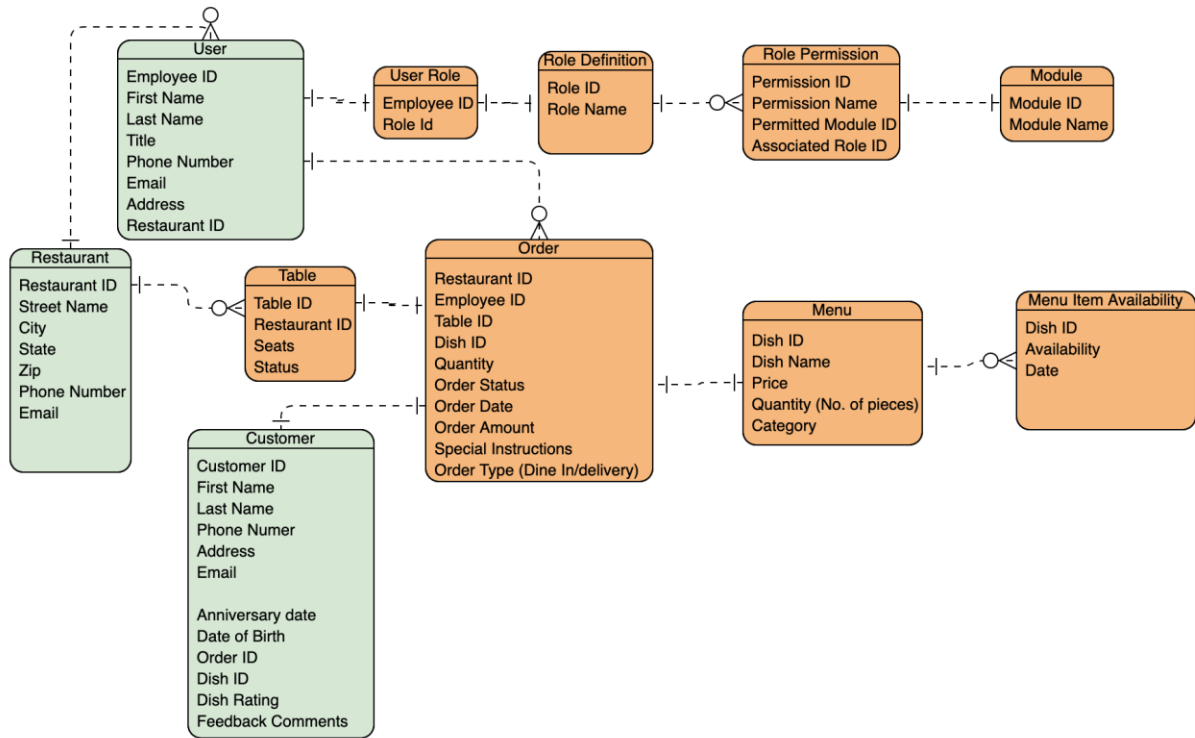 User
Employee ID
First Name
Last Name
Title
Phone Number
Email
Address
Restaurant ID
User Role
Employee ID
Role Id
Role Definition
Role ID
Role Name
Role Permission
Permission ID
Permission Name
Permitted Module ID
Associated Role ID
Module
Module ID
Module Name
Restaurant
Restaurant ID
Street Name
City
State
Zip
Phone Number
Email
Table
Table ID
Restaurant ID
Seats
Status
Order
Restaurant ID
Employee ID
Table ID
Dish ID
Quantity
Order Status
Order Date
Order Amount
Special Instructions
Order Type (Dine In/delivery)
Menu
Dish ID
Dish Name
Price
Quantity (No. of pieces)
Category
Menu Item Availability
Dish ID
Availability
Date
Customer
Customer ID
First Name
Last Name
Phone Numer
Address
Email
Anniversary date
Date of Birth
Order ID
Dish ID
Dish Rating
Feedback Comments